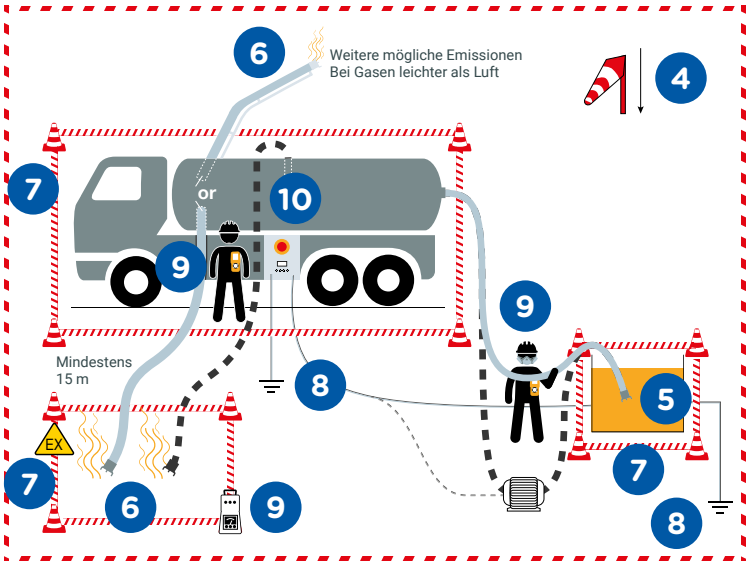 6
Weitere mögliche Emissionen
Bei Gasen leichter als Luft
4
7
or
10
9
9
Mindestens
15 m
8
5
EX
7
6
9
7
8